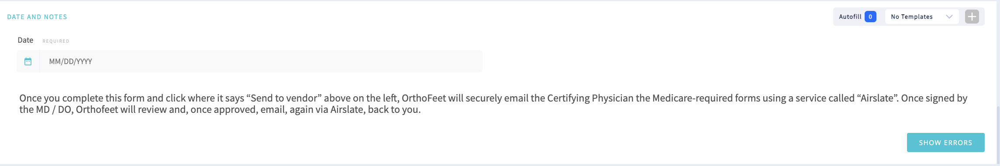 DATE AND NOTES
Autofill 0 No Templates
Date REQUIRED
MM/DD/YYYY
Once you complete this form and click where it says “Send to vendor” above on the left, OrthoFeet will securely email the Certifying Physician the Medicare-required forms using a service called “Airslate”. Once signed by
the MD / DO, Orthofeet will review and, once approved, email, again via Airslate, back to you.
SHOW ERRORS